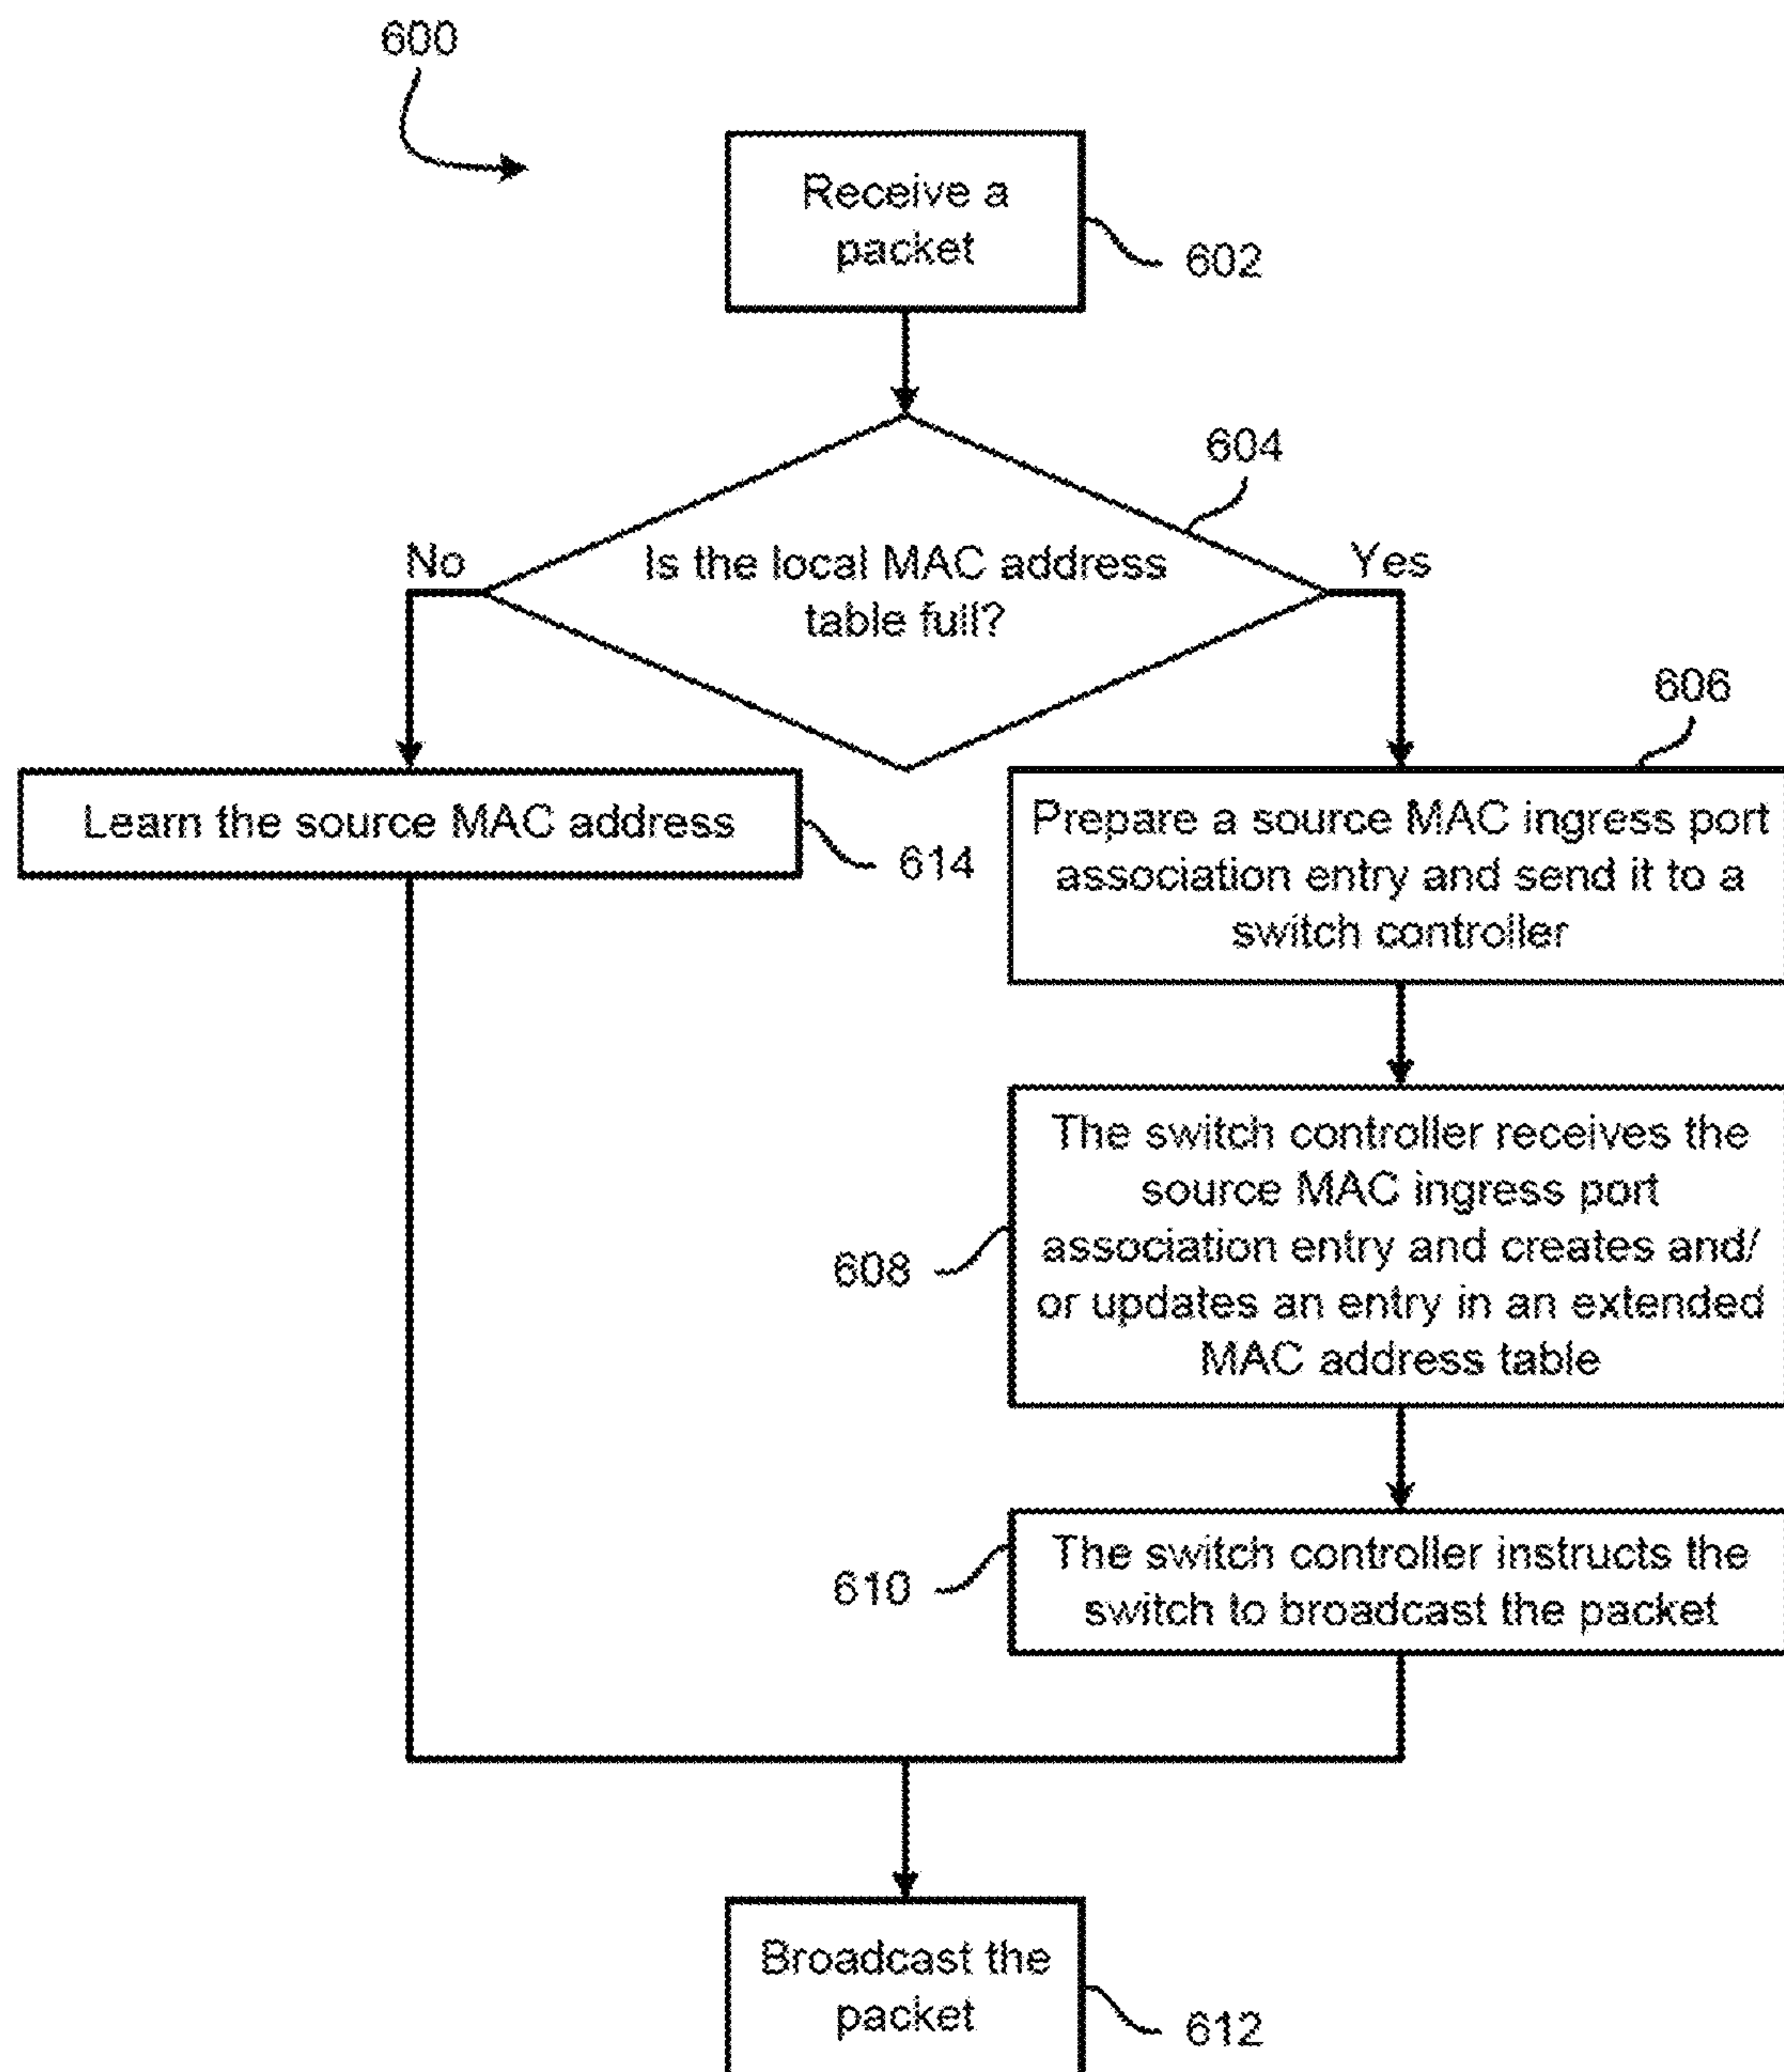 600
Receive a
packet
602
604
No
Is the local MAC address
table full?
Yes
606
Learn the source MAC address
614
Prepare a source MAC ingress port
association entry and send it to a
switch controller
The switch controller receives the
source MAC ingress port
association entry and creates and/
or updates an entry in an extended
MAC address table
608
The switch controller instructs the
switch to broadcast the packet
610
Broadcast the
packet
612